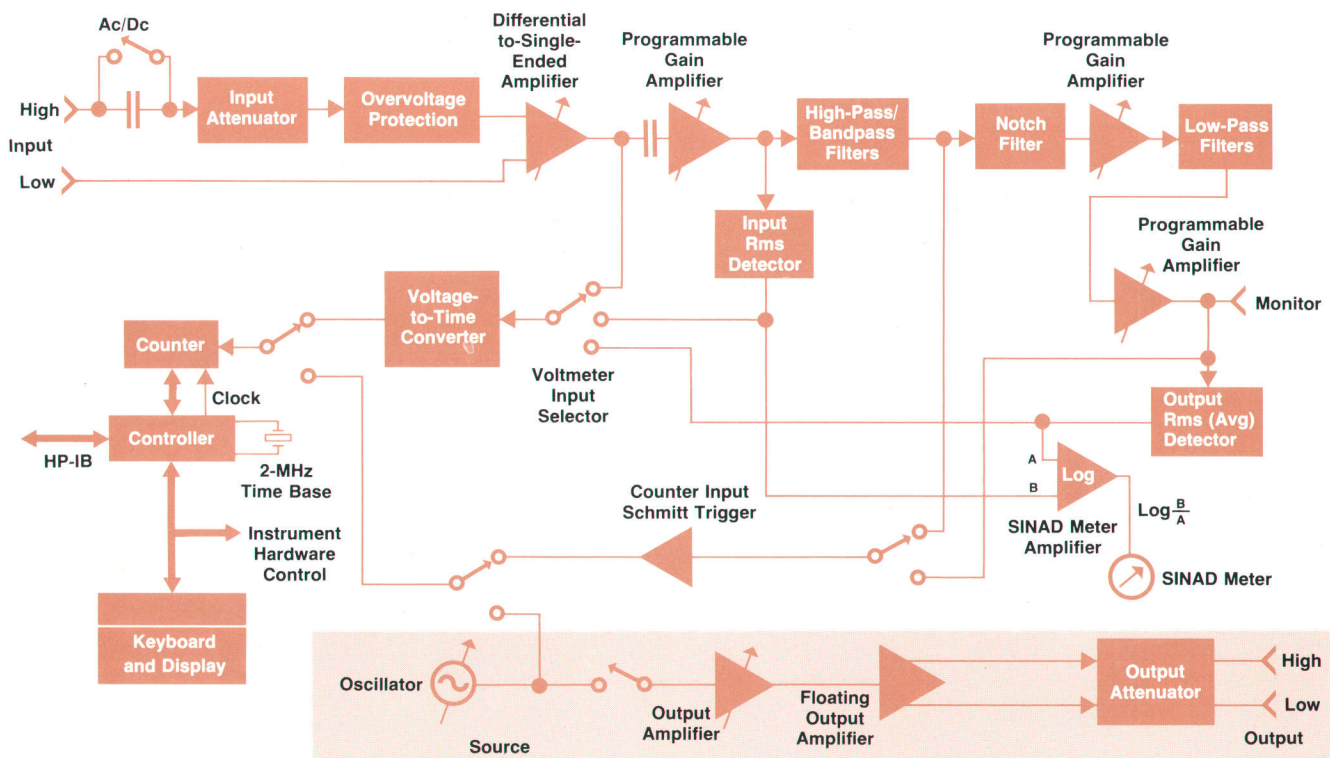 Ac/Dc
High
Input
Low
Input
Attenuator
Overvoltage
Protection
Differential
to-Single-
Ended
Amplifier
Programmable
Gain
Amplifier
High-Pass/
Bandpass
Filters
Notch
Filter
Programmable
Gain
Amplifier
Low-Pass
Filters
Input
Rms
Detector
Programmable
Gain
Amplifier
Monitor
Voltage-
to-Time
Converter
Voltmeter
Input
Selector
Counter
Clock
Controller
HP-IB
2-MHz
Time Base
Instrument
Hardware
Control
Keyboard
and Display
Output
Rms (Avg)
Detector
A
B
Log
Log B
A
SINAD Meter
Amplifier
SINAD Meter
Counter Input
Schmitt Trigger
Oscillator
Source
Output
Amplifier
Floating
Output
Amplifier
Output
Attenuator
High
Low
Output